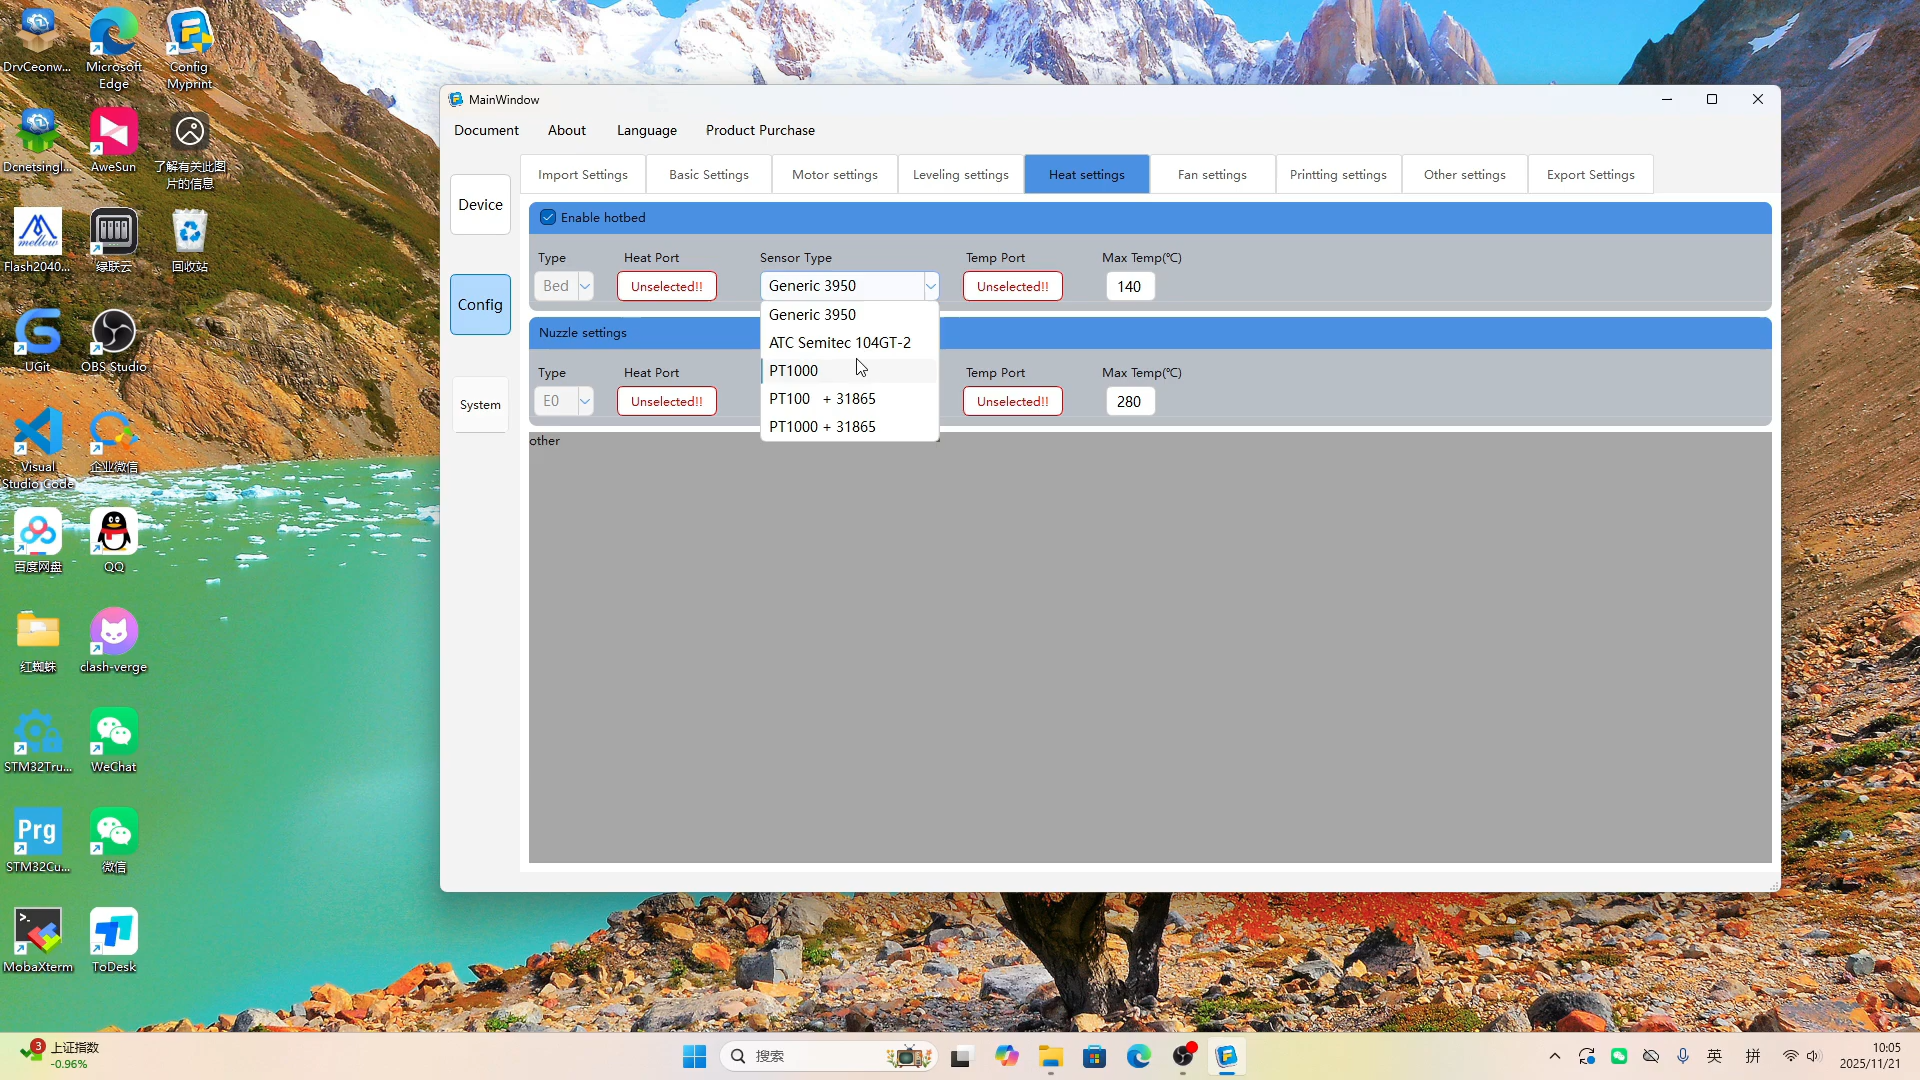 DrvCeonw...
Microsoft
Edge
Config
Myprint
Dcnetsingl...
AweSun
了解有关此图
片的信息
mellow
Flash2040...
绿联云
回收站
UGit
OBS Studio
Visual
Studio Code
企业微信
百度网盘
QQ
红蜘蛛
clash-verge
STM32Tru...
WeChat
Prg
STM32Cu...
微信
MobaXterm
ToDesk
MainWindow
Document About Language Product Purchase
Import Settings Basic Settings Motor settings Leveling settings Heat settings Fan settings Printting settings Other settings Export Settings
Device
Config
System
Enable hotbed
Type Heat Port Sensor Type Temp Port Max Temp(℃)
Bed Unselected!! Generic 3950 Unselected!! 140
Generic 3950
ATC Semitec 104GT-2
PT1000
PT100 + 31865
PT1000 + 31865
Nuzzle settings
Type Heat Port Temp Port Max Temp(℃)
E0 Unselected!! Unselected!! 280
other
3
上证指数
-0.96%
搜索
英
拼
10:05
2025/11/21